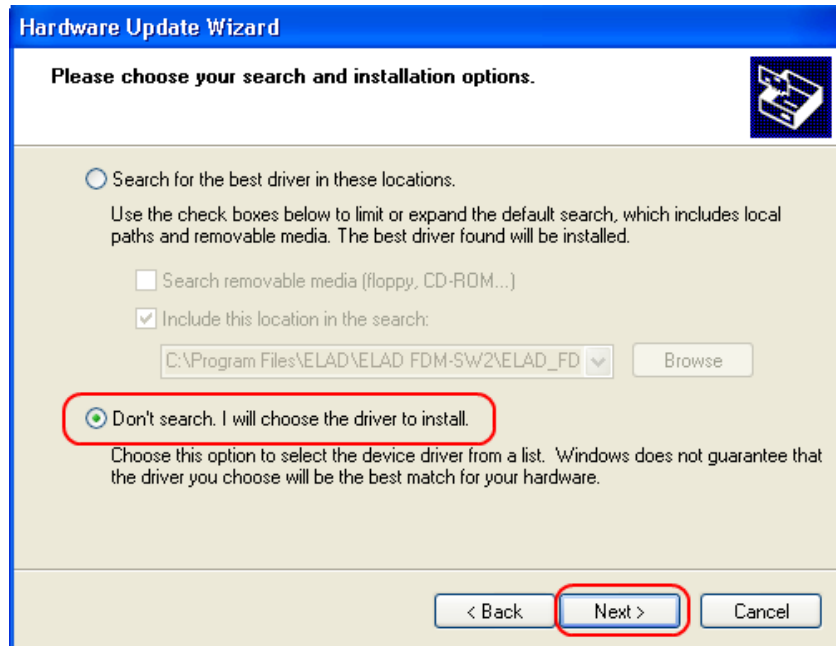 Hardware Update Wizard
Please choose your search and installation options.
Search for the best driver in these locations.
Use the check boxes below to limit or expand the default search, which includes local
paths and removable media. The best driver found will be installed.
Search removable media (floppy, CD-ROM...)
Include this location in the search:
C:\Program Files\ELAD\ELAD FDM-SW2\ELAD_FD
Browse
Don't search. I will choose the driver to install.
Choose this option to select the device driver from a list. Windows does not guarantee that
the driver you choose will be the best match for your hardware.
< Back Next > Cancel